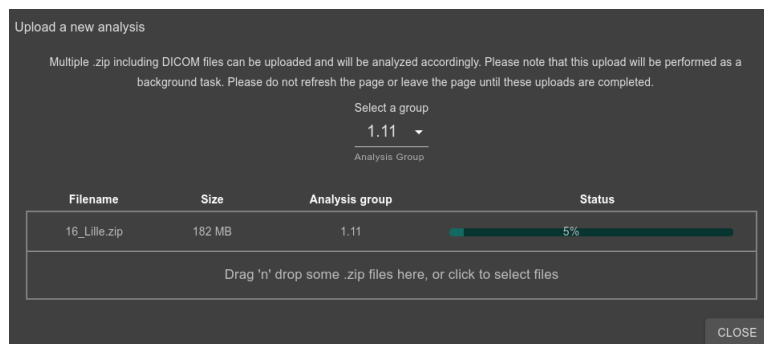 Upload a new analysis
Multiple .zip including DICOM files can be uploaded and will be analyzed accordingly. Please note that this upload will be performed as a
background task. Please do not refresh the page or leave the page until these uploads are completed.
Select a group
1.11
Analysis Group
Filename Size Analysis group Status
16_Lille.zip 182 MB 1.11 5%
Drag 'n' drop some .zip files here, or click to select files
CLOSE